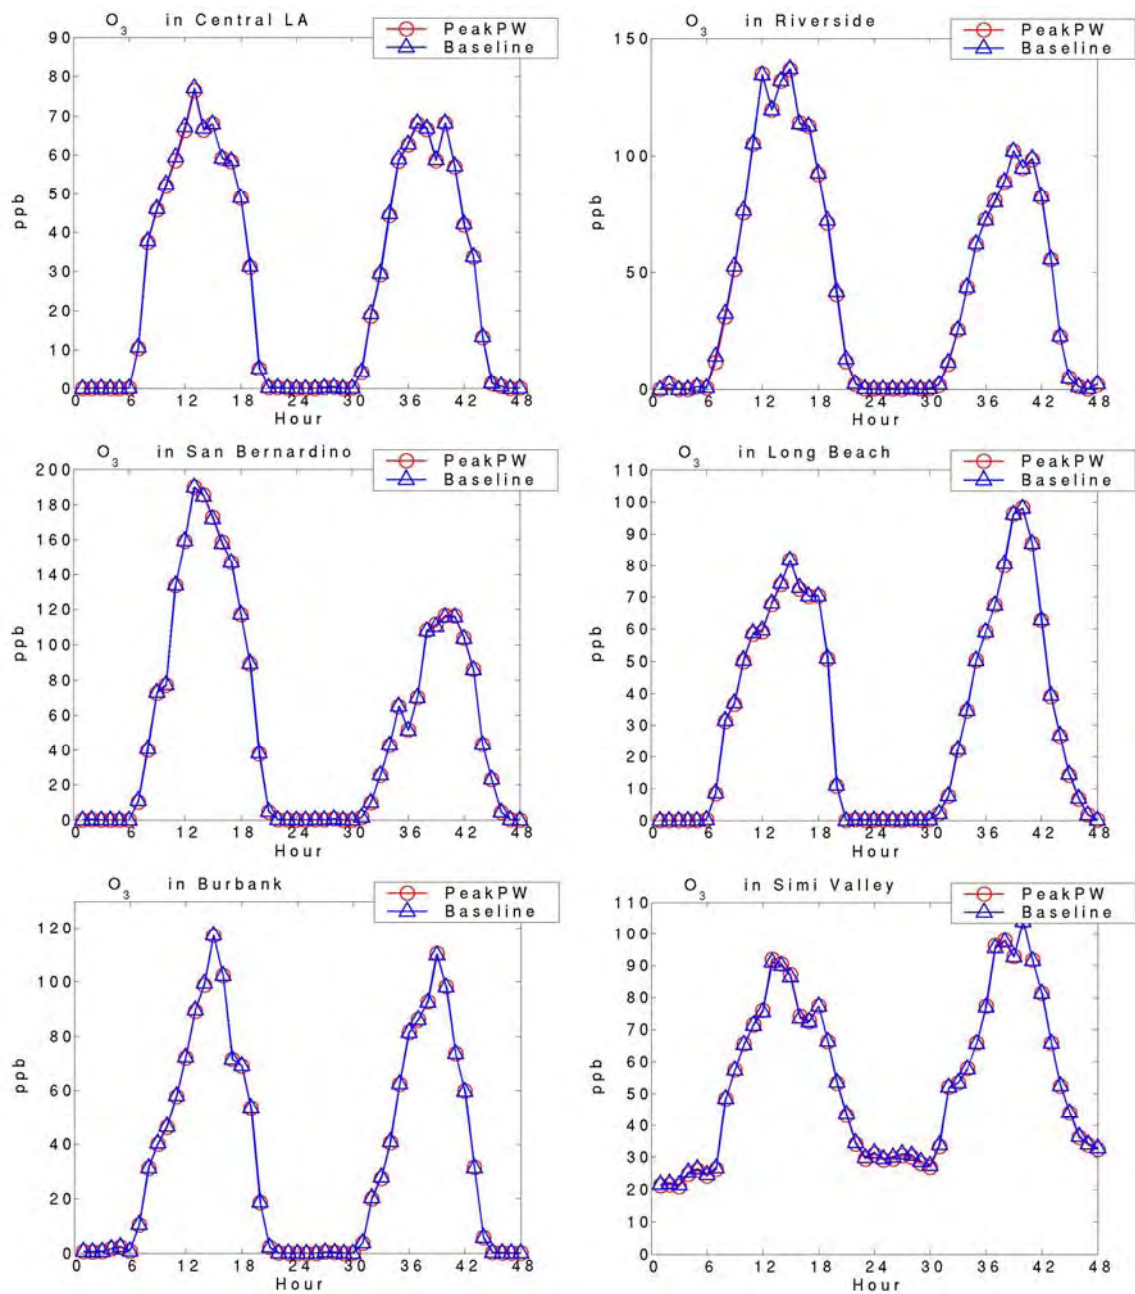 O3 in Central LA
PeakPW
Baseline
90
80
70
60
50
40
30
20
10
0
ppb
0 6 12 18 24 30 36 42 48
Hour
O3 in Riverside
PeakPW
Baseline
150
100
50
0
ppb
0 6 12 18 24 30 36 42 48
Hour
O3 in San Bernardino
PeakPW
Baseline
200
180
160
140
120
100
80
60
40
20
0
ppb
0 6 12 18 24 30 36 42 48
Hour
O3 in Long Beach
PeakPW
Baseline
110
100
90
80
70
60
50
40
30
20
10
0
ppb
0 6 12 18 24 30 36 42 48
Hour
O3 in Burbank
PeakPW
Baseline
120
100
80
60
40
20
0
ppb
0 6 12 18 24 30 36 42 48
Hour
O3 in Simi Valley
PeakPW
Baseline
110
100
90
80
70
60
50
40
30
20
10
0
ppb
0 6 12 18 24 30 36 42 48
Hour